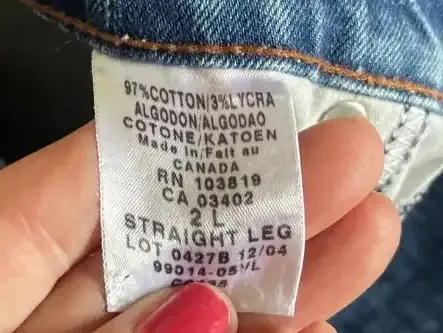 97%COTTON/3%LYCRA
ALGODON/ALGODAO
COTONE/KATOEN
Made in/Fait au
CANADA
RN 103819
CA 03402
2 L
STRAIGHT LEG
LOT 0427B 12/04
99014-05VL